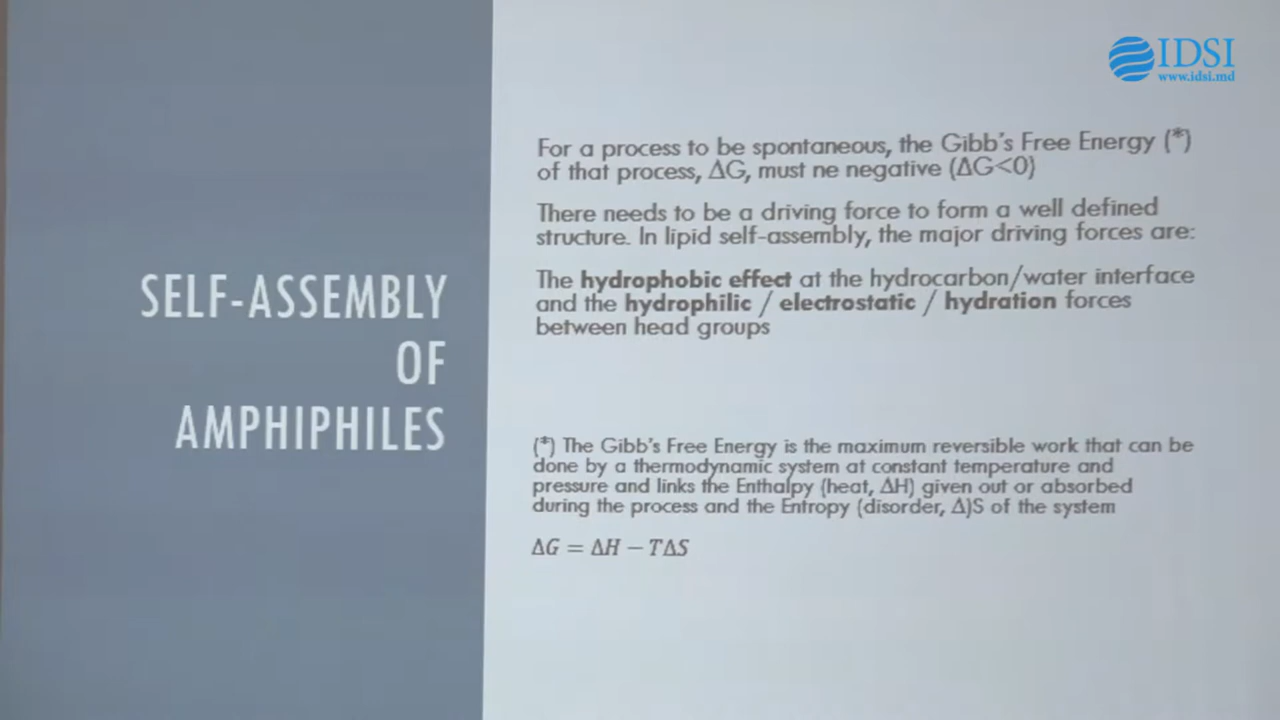 IDSI
www.idsi.md
SELF-ASSEMBLY
OF
AMPHIPHILES
For a process to be spontaneous, the Gibb's Free Energy (*)
of that process, ΔG, must ne negative (ΔG<0)
There needs to be a driving force to form a well defined
structure. In lipid self-assembly, the major driving forces are:
The hydrophobic effect at the hydrocarbon/water interface
and the hydrophilic / electrostatic / hydration forces
between head groups
(*) The Gibb's Free Energy is the maximum reversible work that can be
done by a thermodynamic system at constant temperature and
pressure and links the Enthalpy (heat, ΔH) given out or absorbed
during the process and the Entropy (disorder, Δ)S of the system
ΔG = ΔH − TΔS